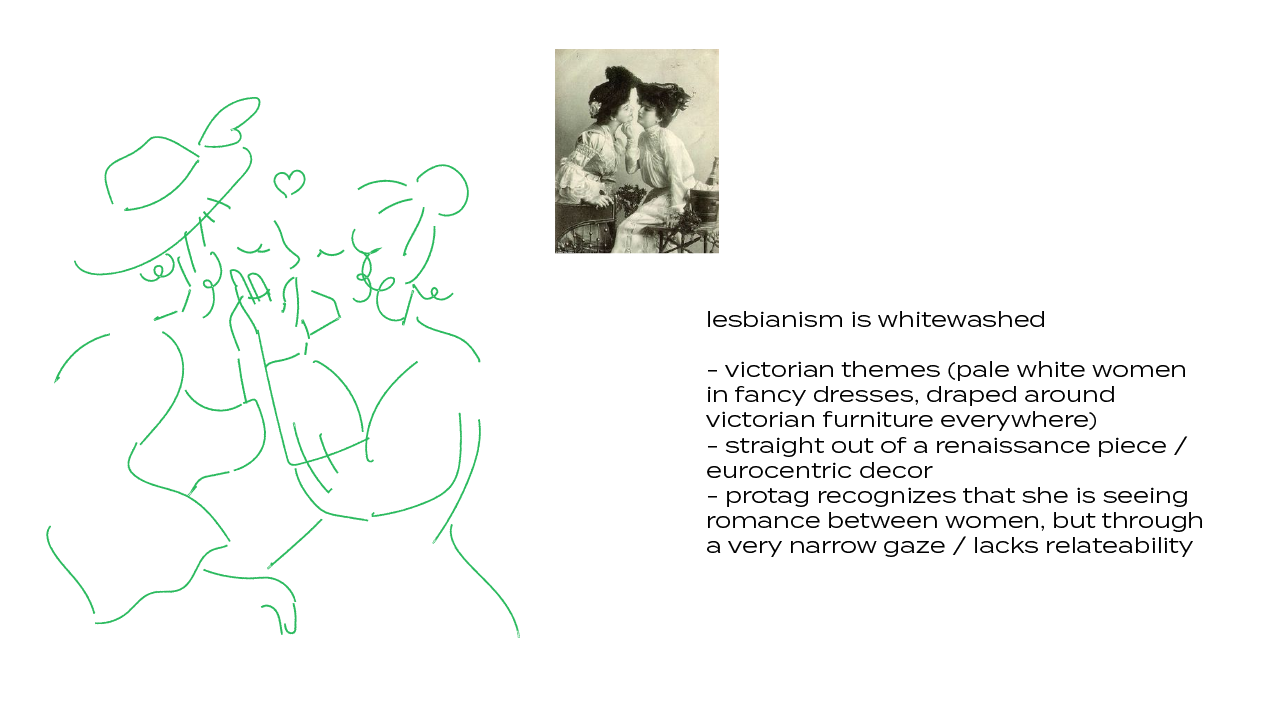 lesbianism is whitewashed
- victorian themes (pale white women
in fancy dresses, draped around
victorian furniture everywhere)
- straight out of a renaissance piece /
eurocentric decor
- protag recognizes that she is seeing
romance between women, but through
a very narrow gaze / lacks relateability